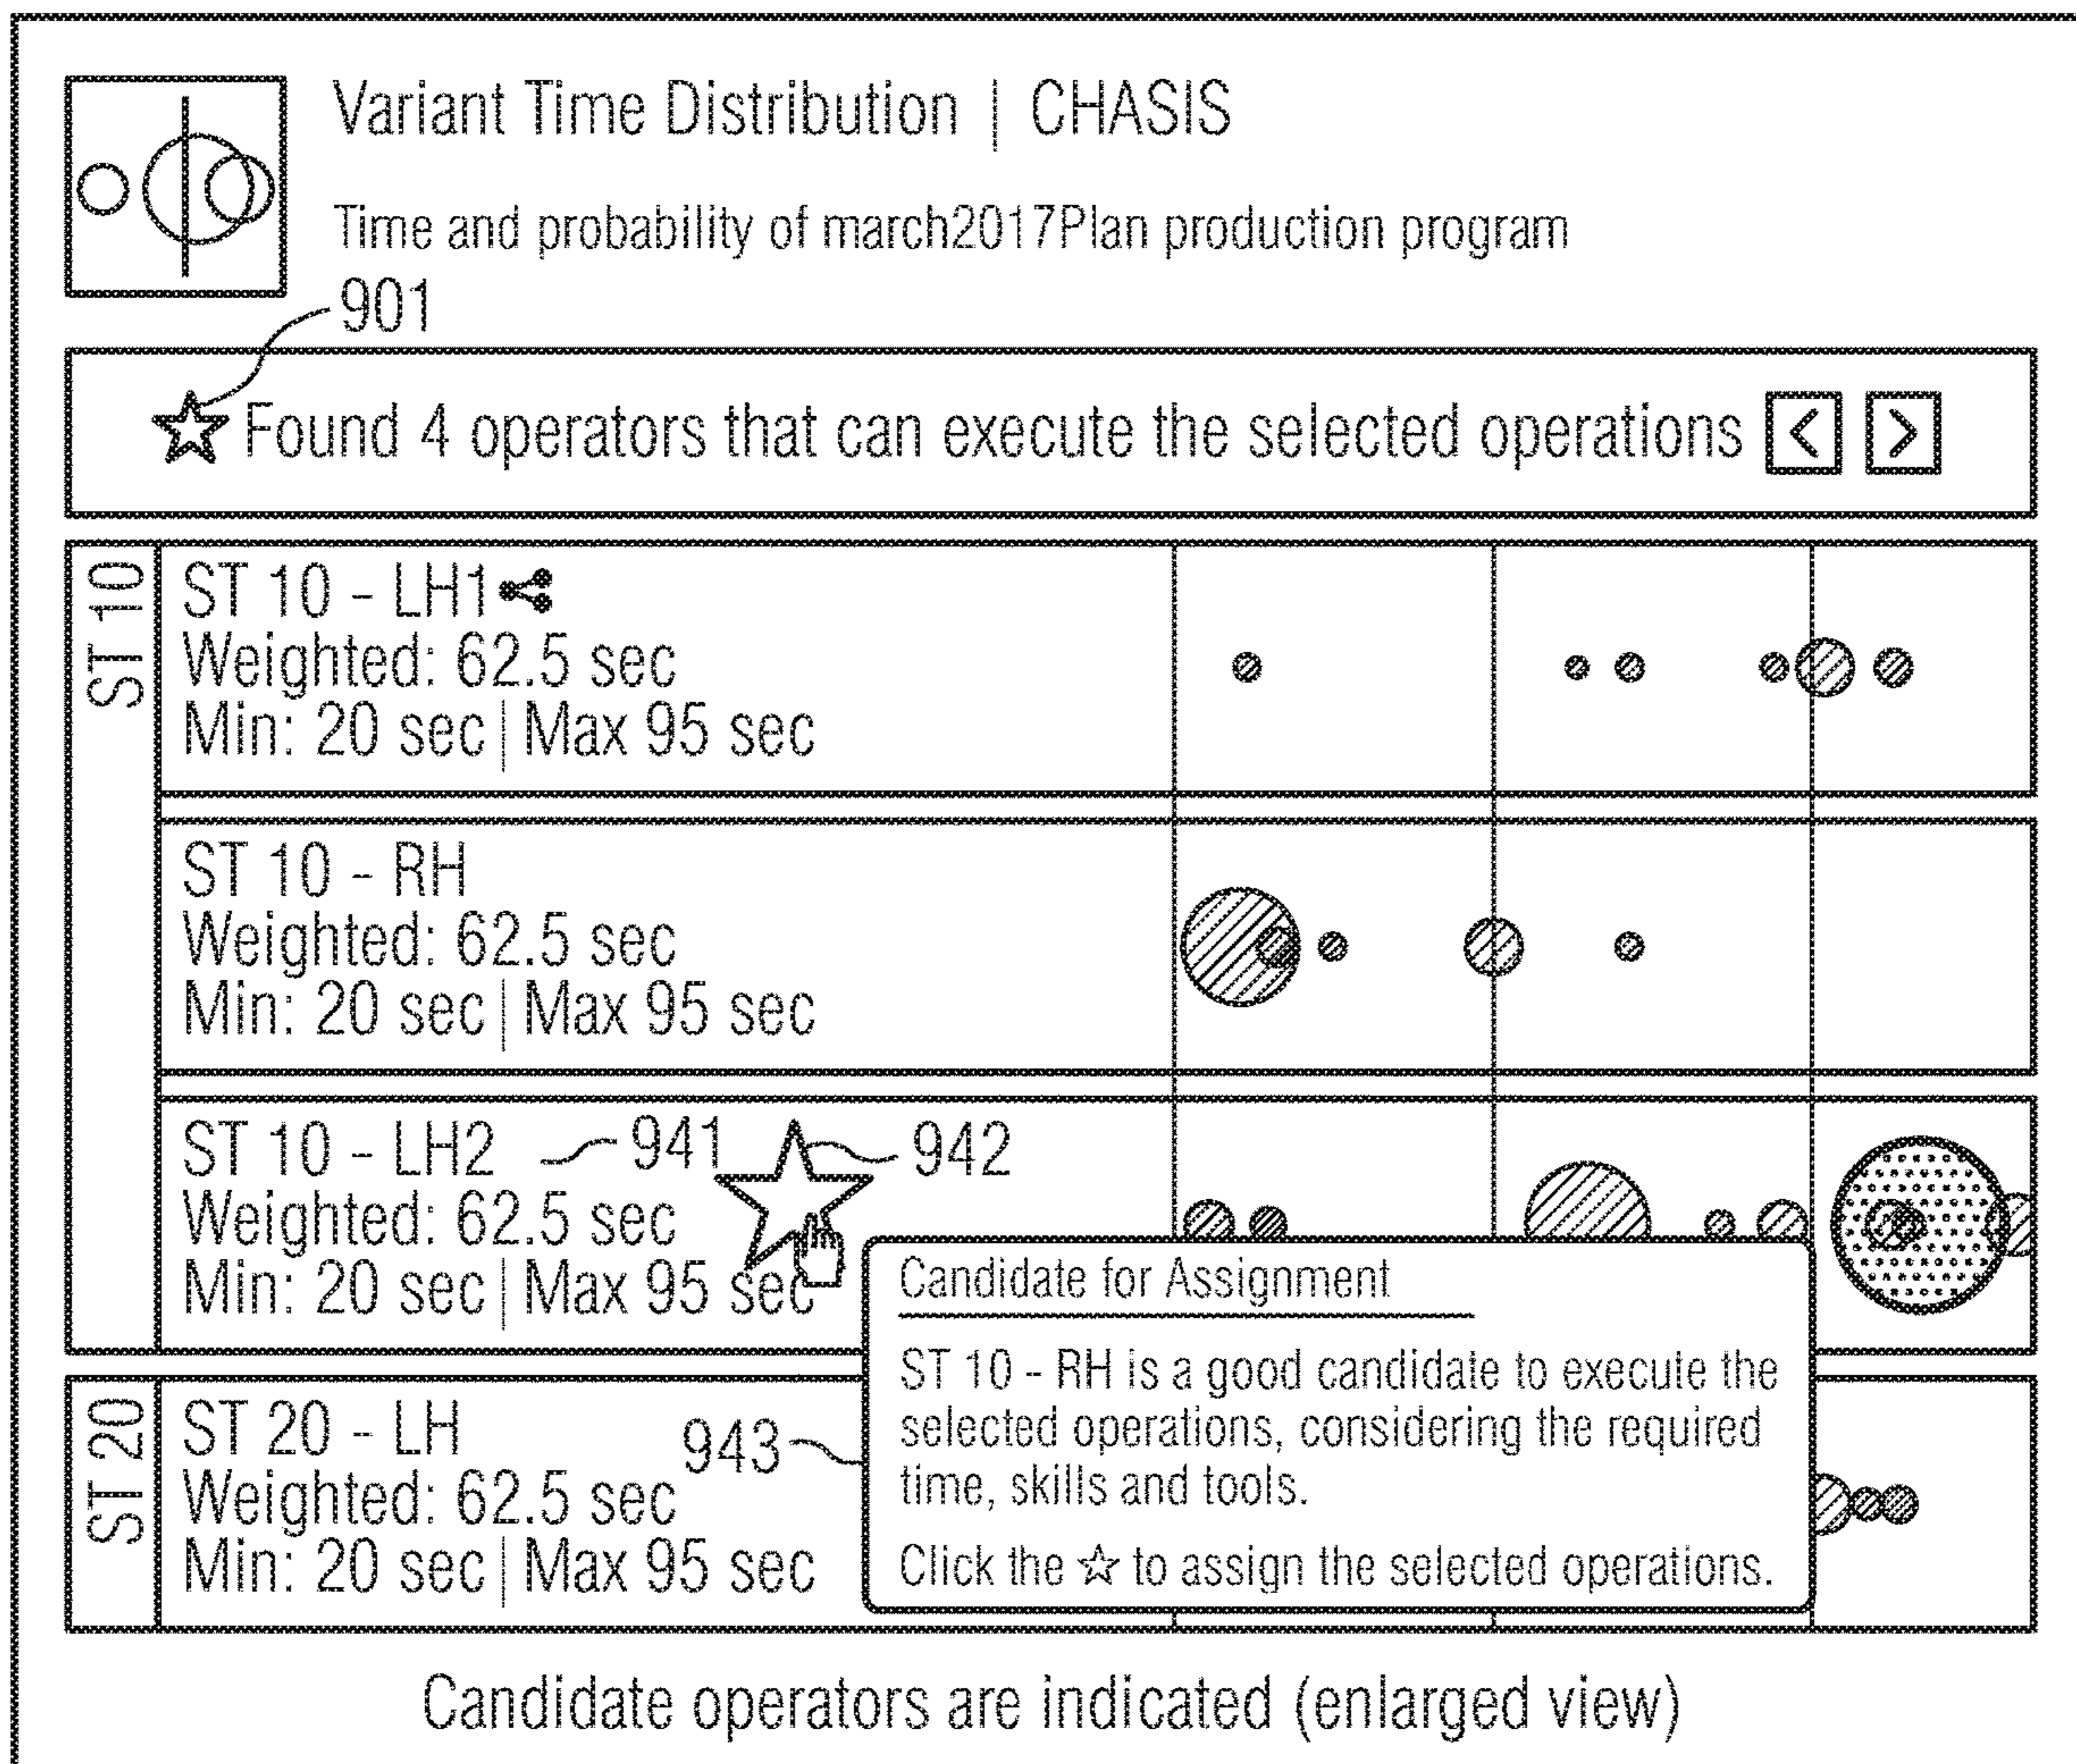 Variant Time Distribution | CHASIS
Time and probability of march2017Plan production program
901
☆ Found 4 operators that can execute the selected operations < >
ST 10
ST 10 - LH1
Weighted: 62.5 sec
Min: 20 sec | Max 95 sec
ST 10 - RH
Weighted: 62.5 sec
Min: 20 sec | Max 95 sec
ST 10 - LH2 941 942
Weighted: 62.5 sec
Min: 20 sec | Max 95 sec
Candidate for Assignment
ST 10 - RH is a good candidate to execute the
selected operations, considering the required
time, skills and tools.
Click the ☆ to assign the selected operations.
943
ST 20
ST 20 - LH
Weighted: 62.5 sec
Min: 20 sec | Max 95 sec
Candidate operators are indicated (enlarged view)